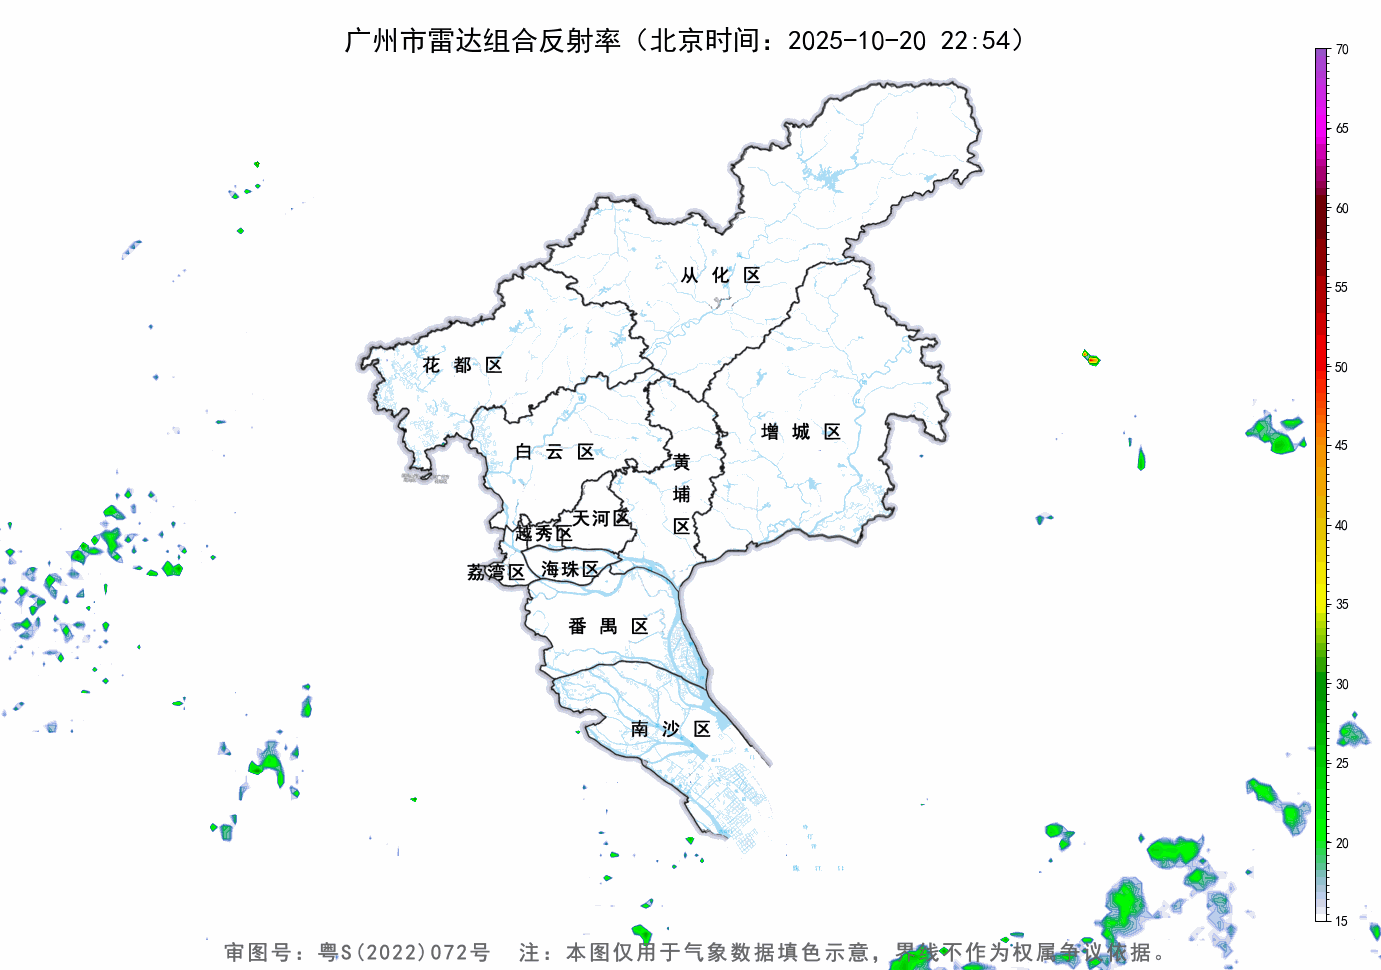 广州市雷达组合反射率（北京时间：2025-10-20 22:54）
70
65
60
55
50
45
40
35
30
25
20
15
从化区
花都区
增城区
白云区
黄埔区
天河区
越秀区
荔湾区
海珠区
番禺区
南沙区
审图号：粤S(2022)072号 注：本图仅用于气象数据填色示意，界线不作为权属争议依据。